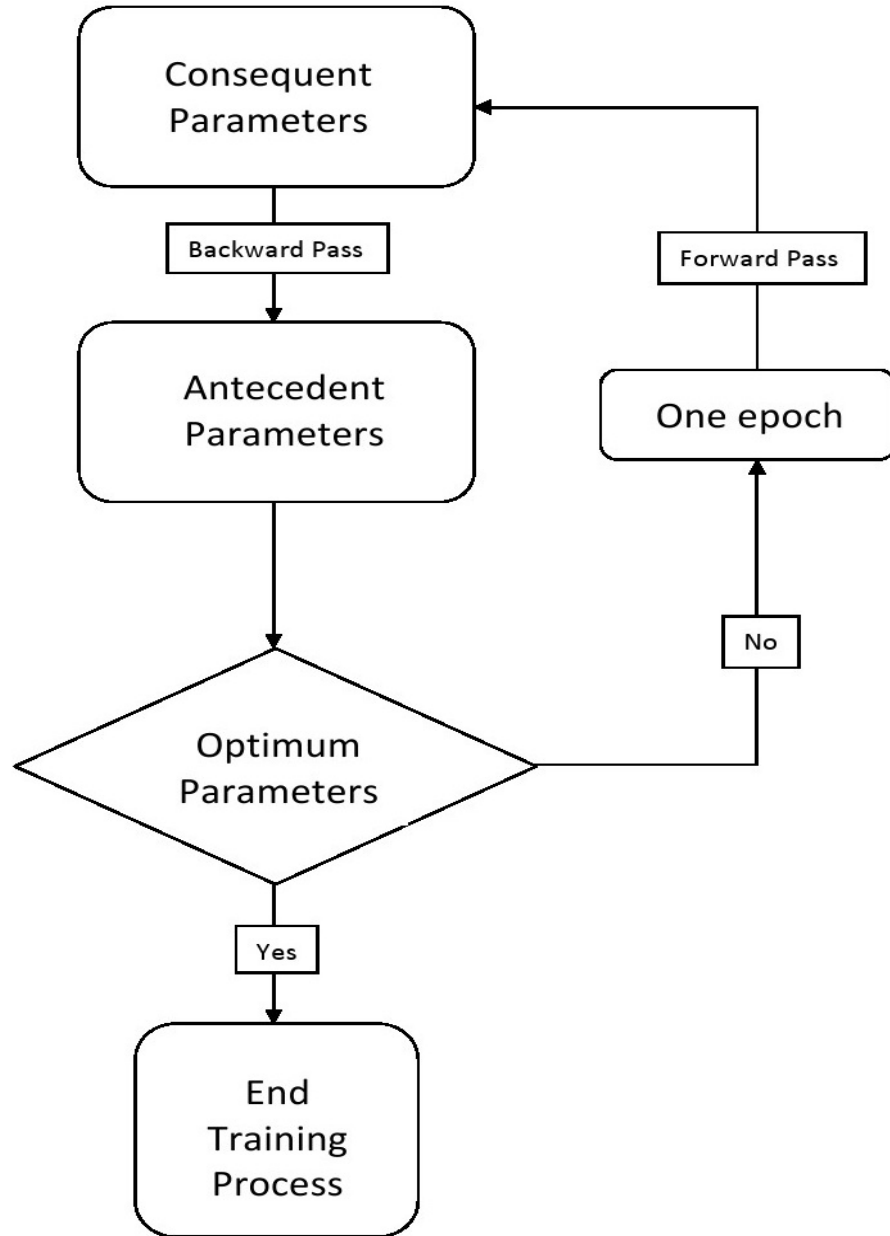 Consequent
Parameters
Backward Pass
Forward Pass
Antecedent
Parameters
One epoch
No
Optimum
Parameters
Yes
End
Training
Process